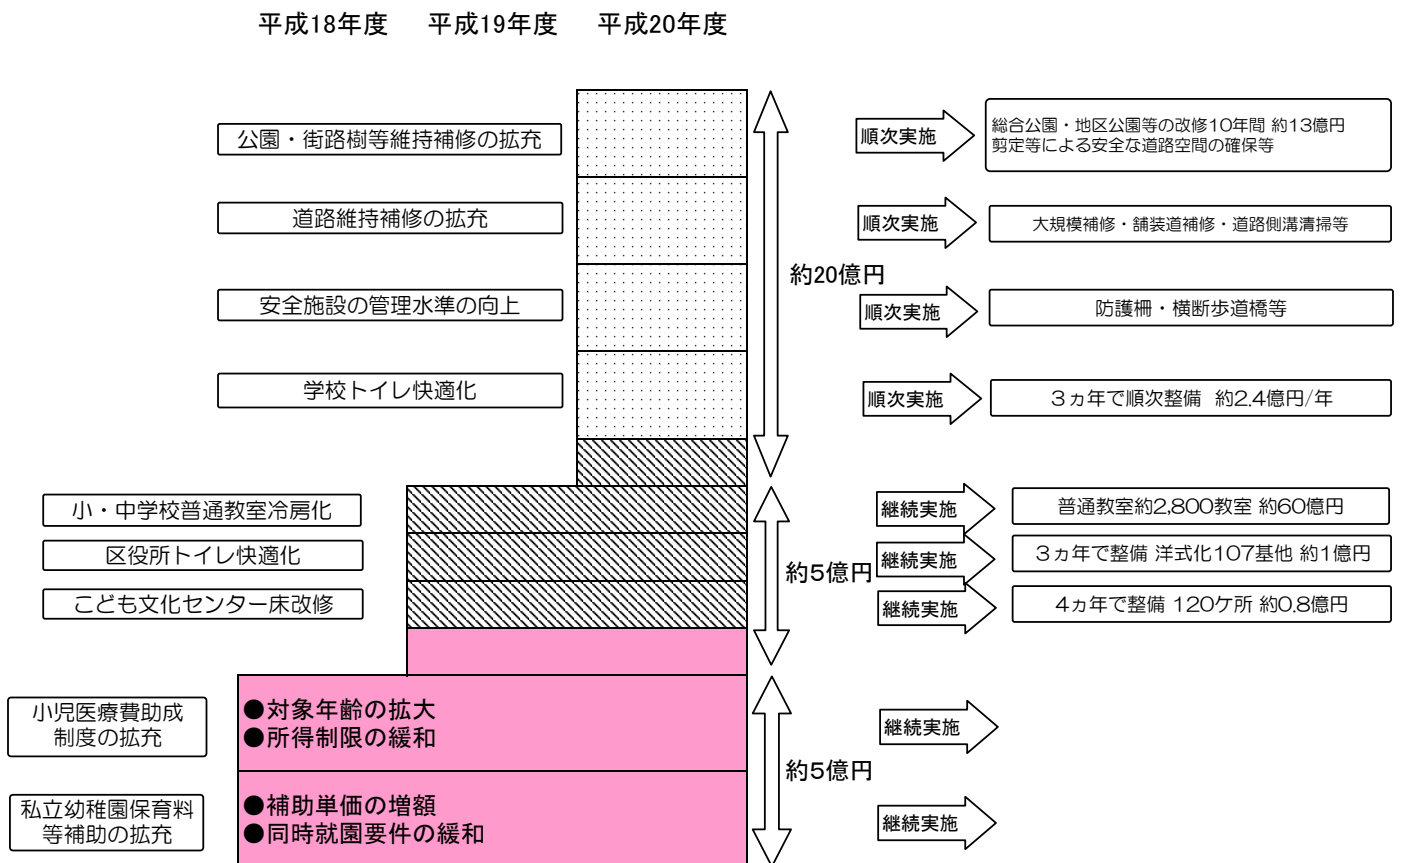 平成18年度 平成19年度 平成20年度
公園・街路樹等維持補修の拡充
順次実施
総合公園・地区公園等の改修10年間 約13億円
剪定等による安全な道路空間の確保等
道路維持補修の拡充
順次実施
大規模補修・舗装道補修・道路側溝清掃等
約20億円
安全施設の管理水準の向上
順次実施
防護柵・横断歩道橋等
学校トイレ快適化
順次実施
3ヵ年で順次整備 約2.4億円/年
小・中学校普通教室冷房化
継続実施
普通教室約2,800教室 約60億円
区役所トイレ快適化
継続実施
3ヵ年で整備 洋式化107基他 約1億円
約5億円
こども文化センター床改修
継続実施
4ヵ年で整備 120ケ所 約0.8億円
小児医療費助成
制度の拡充
●対象年齢の拡大
●所得制限の緩和
継続実施
約5億円
私立幼稚園保育料
等補助の拡充
●補助単価の増額
●同時就園要件の緩和
継続実施